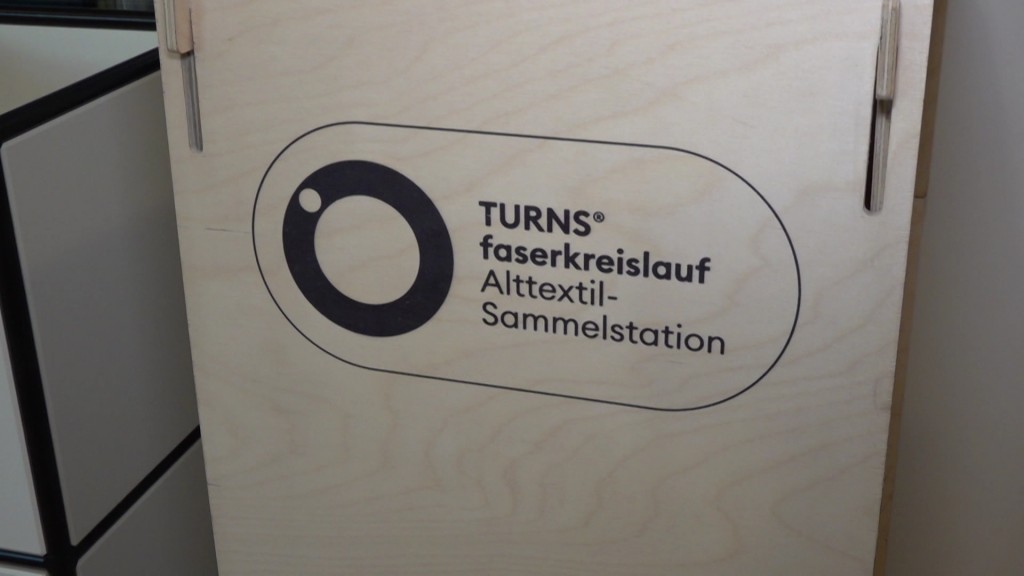 TURNS®
faserkreislauf
Alttextil-
Sammelstation